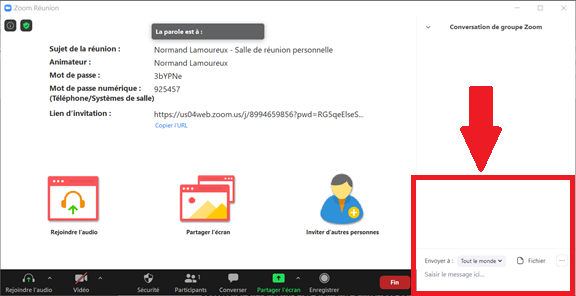 Zoom Réunion
La parole est à :
Sujet de la réunion :
Normand Lamoureux - Salle de réunion personnelle
Animateur :
Normand Lamoureux
Mot de passe :
3bYPNe
Mot de passe numérique :
(Téléphone/Systèmes de salle)
925457
Lien d'invitation :
https://us04web.zoom.us/j/8994659856?pwd=RG5qeElseS...
Copier l'URL
Rejoindre l'audio
Partager l'écran
Inviter d'autres personnes
Conversation de groupe Zoom
Envoyer à :
Tout le monde
Fichier
Saisir le message ici...
Rejoindre l'audio
Vidéo
Sécurité
1
Participants
Converser
Partager l'écran
Enregistrer
Fin